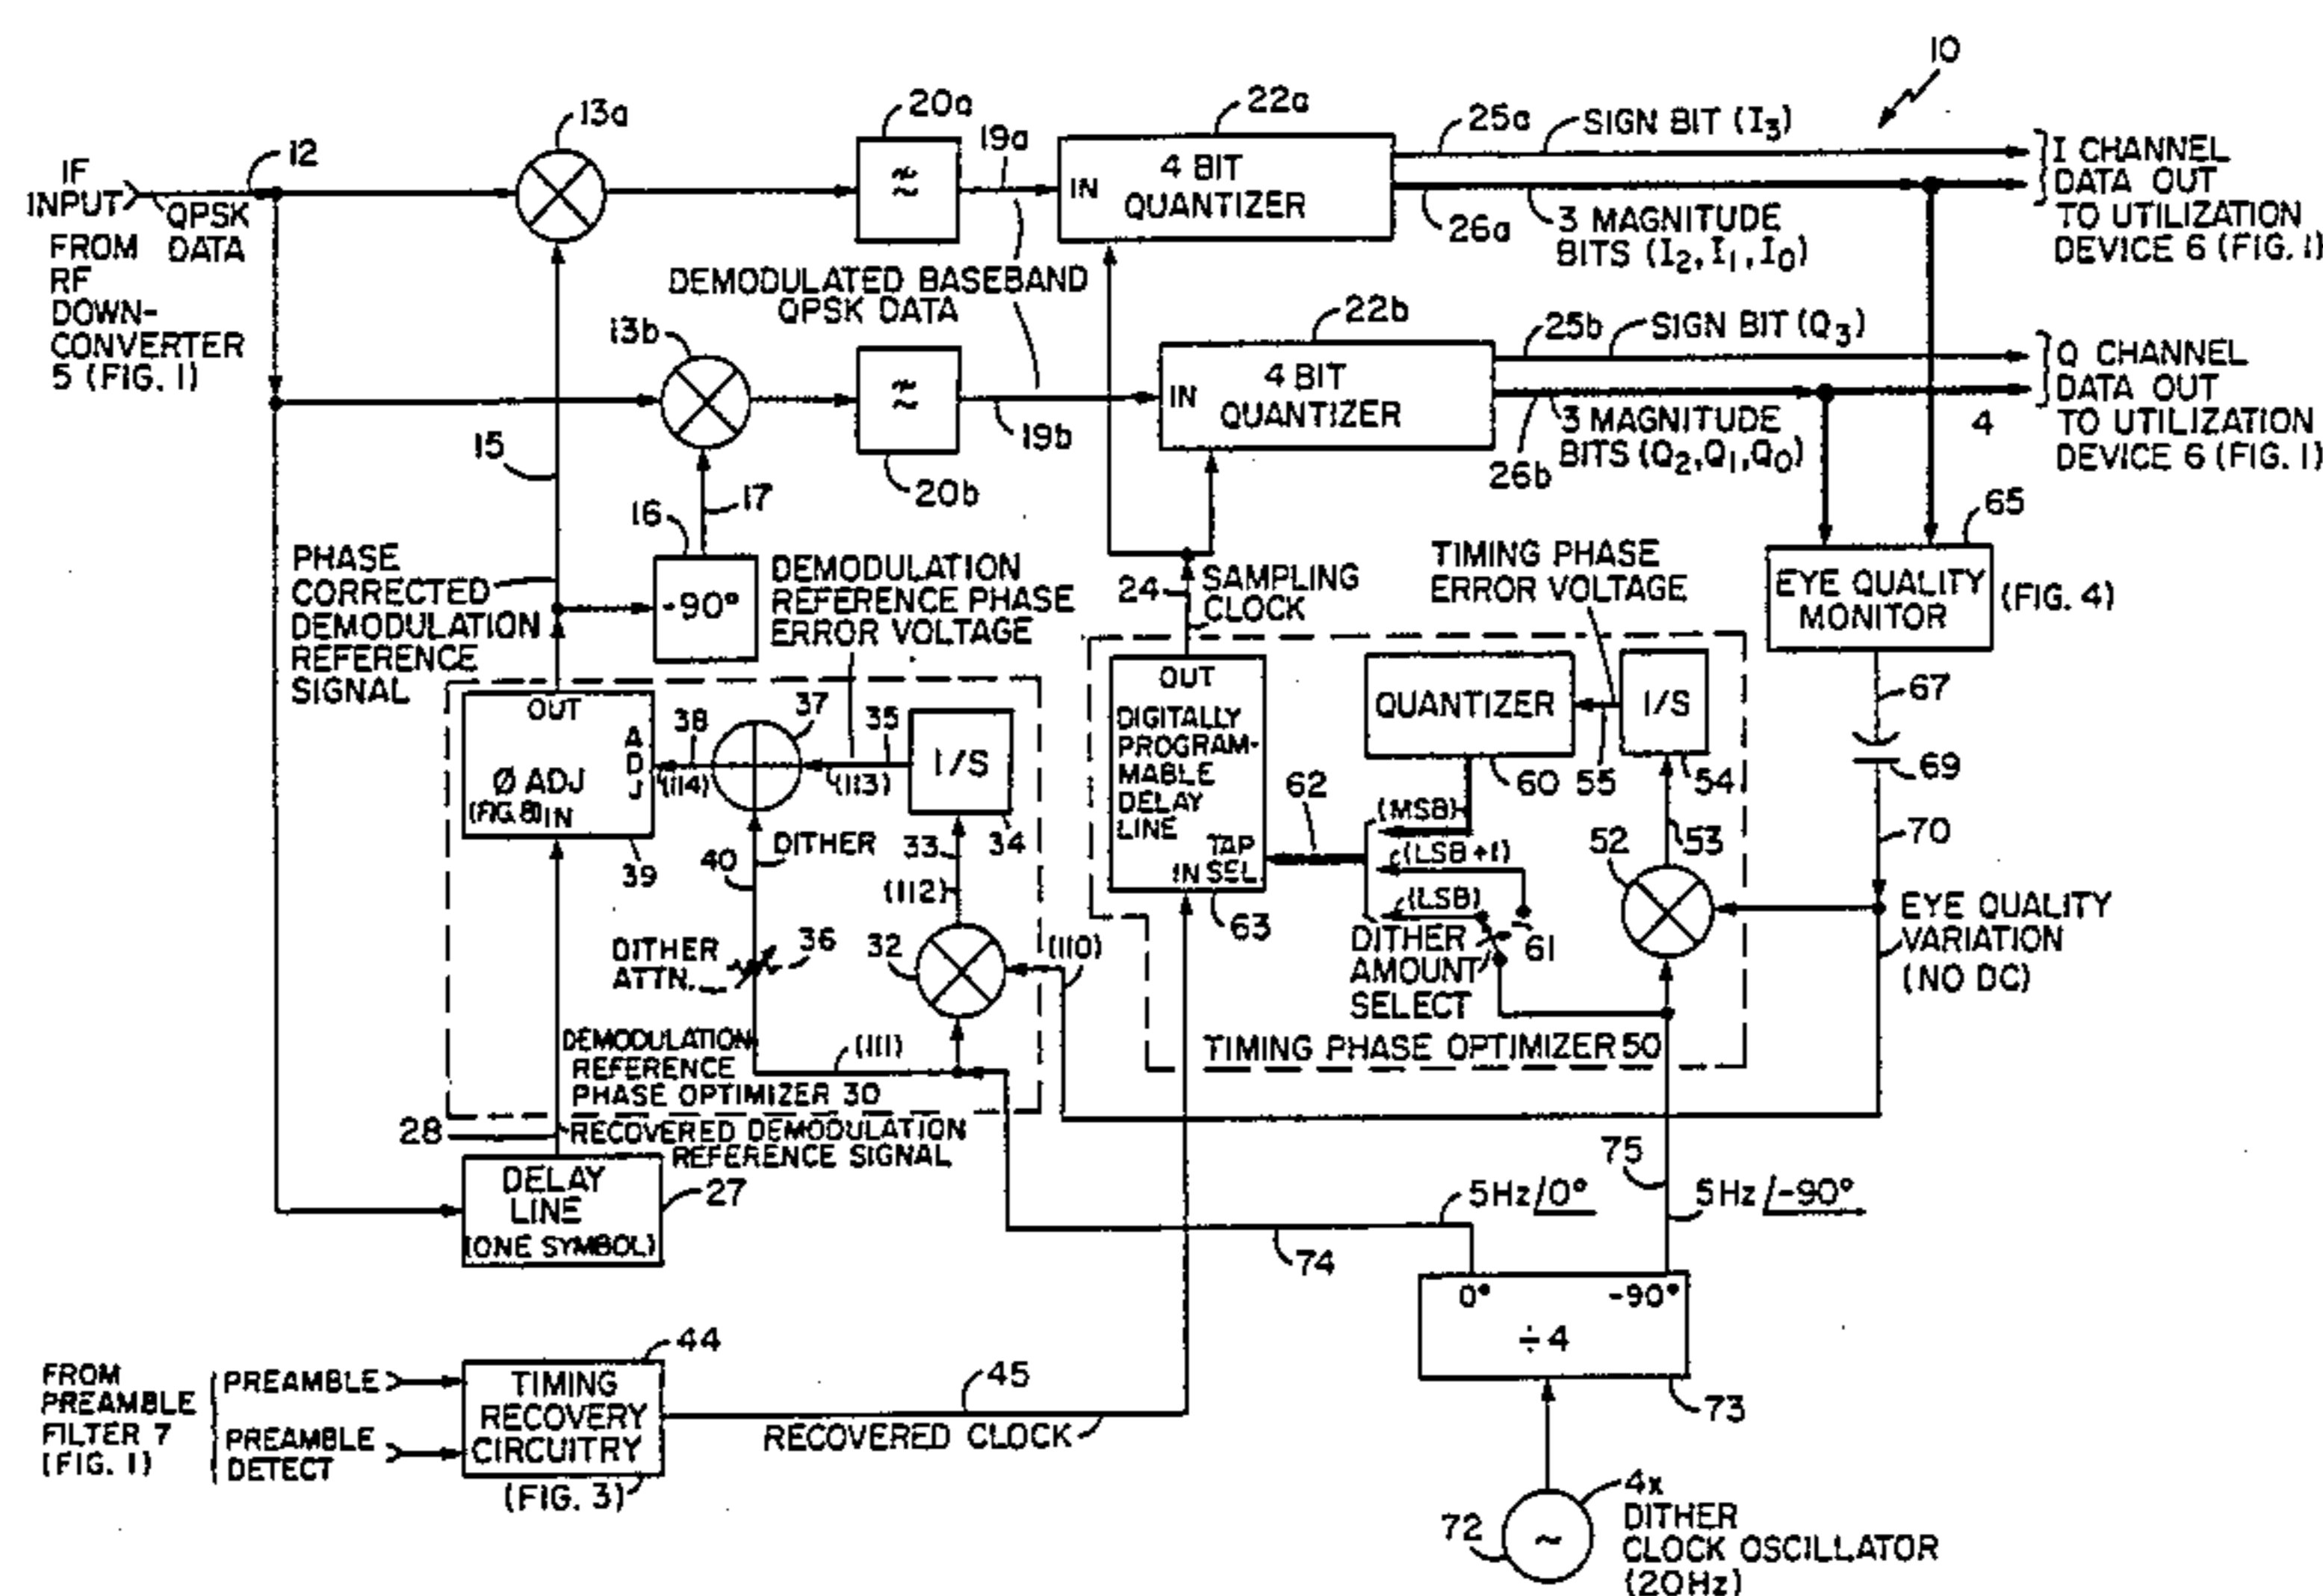 10
IF
INPUT
12
QPSK
DATA
FROM
RF
DOWN-
CONVERTER
5 (FIG. 1)
13a
20a
≈
19a
22a
IN
4 BIT
QUANTIZER
25a
SIGN BIT (I3)
26a
3 MAGNITUDE
BITS (I2, I1, I0)
I CHANNEL
DATA OUT
TO UTILIZATION
DEVICE 6 (FIG. 1)
DEMODULATED BASEBAND
QPSK DATA
13b
20b
≈
19b
22b
IN
4 BIT
QUANTIZER
25b
SIGN BIT (Q3)
26b
3 MAGNITUDE
BITS (Q2, Q1, Q0)
4
Q CHANNEL
DATA OUT
TO UTILIZATION
DEVICE 6 (FIG. 1)
15
16
17
-90°
PHASE
CORRECTED
DEMODULATION
REFERENCE
SIGNAL
DEMODULATION
REFERENCE PHASE
ERROR VOLTAGE
24
SAMPLING
CLOCK
TIMING PHASE
ERROR VOLTAGE
65
EYE QUALITY
MONITOR
(FIG. 4)
67
69
70
OUT
Ø ADJ
(FIG. 8)
IN
ADJ
39
38
(114)
37
35
(113)
I/S
34
33
(112)
40
DITHER
DITHER
ATTN.
36
32
(110)
(111)
DEMODULATION
REFERENCE
PHASE OPTIMIZER 30
OUT
DIGITALLY
PROGRAM-
MABLE
DELAY
LINE
TAP
IN SEL
63
62
QUANTIZER
60
55
I/S
54
53
52
(MSB)
(LSB+1)
(LSB)
61
DITHER
AMOUNT
SELECT
TIMING PHASE OPTIMIZER 50
EYE QUALITY
VARIATION
(NO DC)
28
RECOVERED DEMODULATION
REFERENCE SIGNAL
DELAY
LINE
(ONE SYMBOL)
27
75
5Hz/0°
5Hz/-90°
74
0°
-90°
÷4
73
FROM
PREAMBLE
FILTER 7
(FIG. 1)
PREAMBLE
PREAMBLE
DETECT
44
TIMING
RECOVERY
CIRCUITRY
(FIG. 3)
45
RECOVERED CLOCK
72
~
4x
DITHER
CLOCK OSCILLATOR
(20Hz)